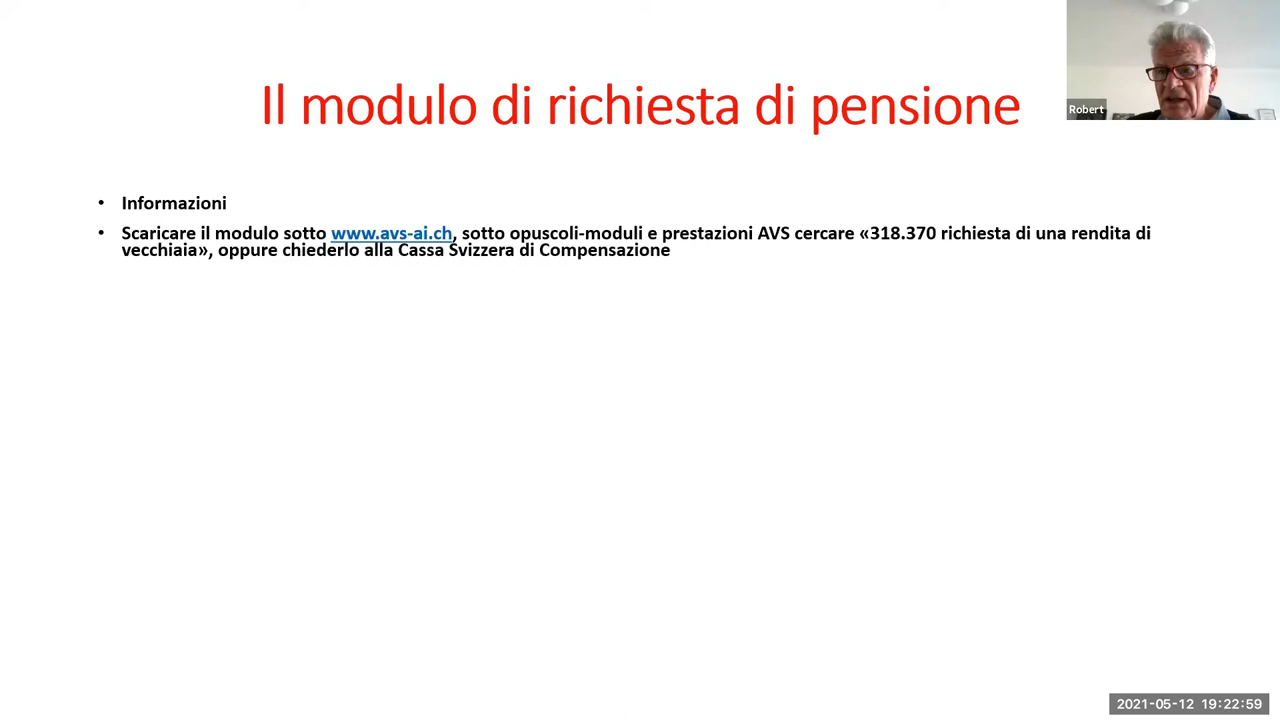 Il modulo di richiesta di pensione
Robert
• Informazioni
• Scaricare il modulo sotto www.avs-ai.ch, sotto opuscoli-moduli e prestazioni AVS cercare «318.370 richiesta di una rendita di
vecchiaia», oppure chiederlo alla Cassa Svizzera di Compensazione
2021-05-12 19:22:59